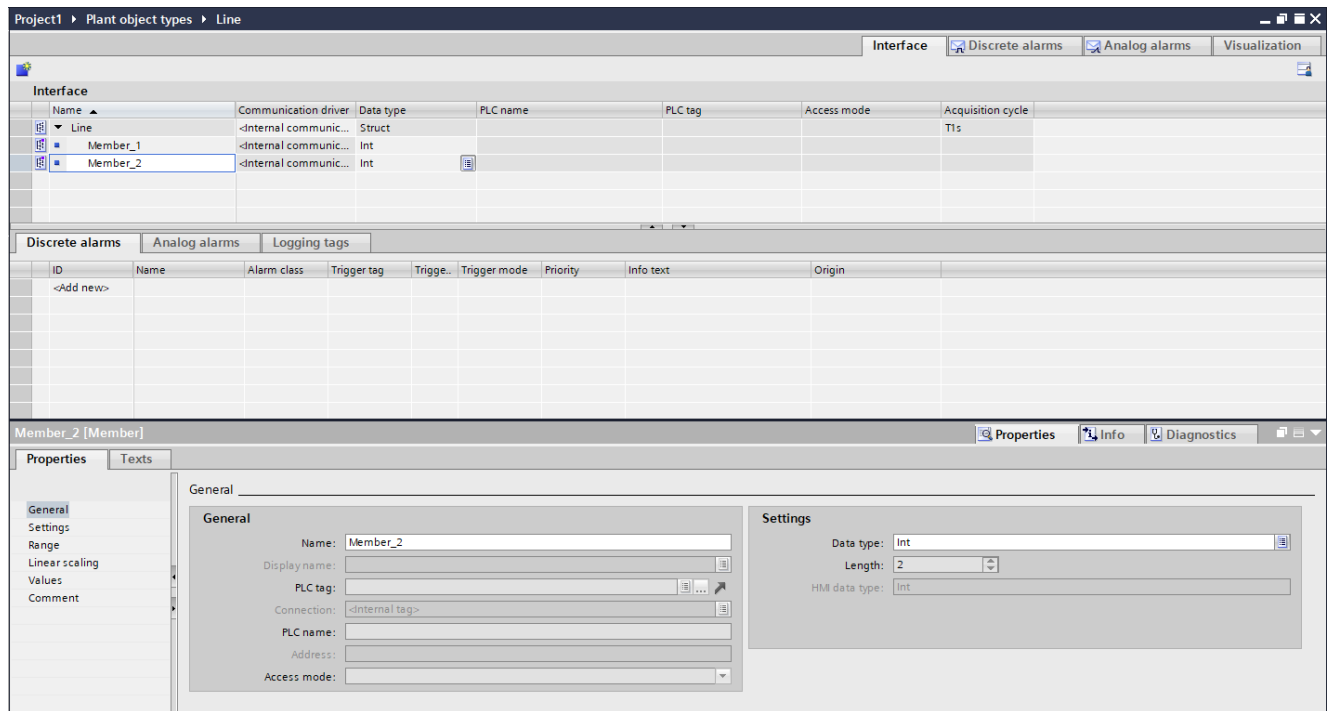 Project1 ▸ Plant object types ▸ Line
Interface Discrete alarms Analog alarms Visualization
Interface
Name Communication driver Data type PLC name PLC tag Access mode Acquisition cycle
Line <Internal communic... Struct T1s
Member_1 <Internal communic... Int
Member_2 <Internal communic... Int
Discrete alarms Analog alarms Logging tags
ID Name Alarm class Trigger tag Trigge.. Trigger mode Priority Info text Origin
<Add new>
Member_2 [Member] Properties Info Diagnostics
Properties Texts
General
General
Settings
Range
Linear scaling
Values
Comment
General
Name: Member_2
Display name:
PLC tag:
Connection: <Internal tag>
PLC name:
Address:
Access mode:
Settings
Data type: Int
Length: 2
HMI data type: Int